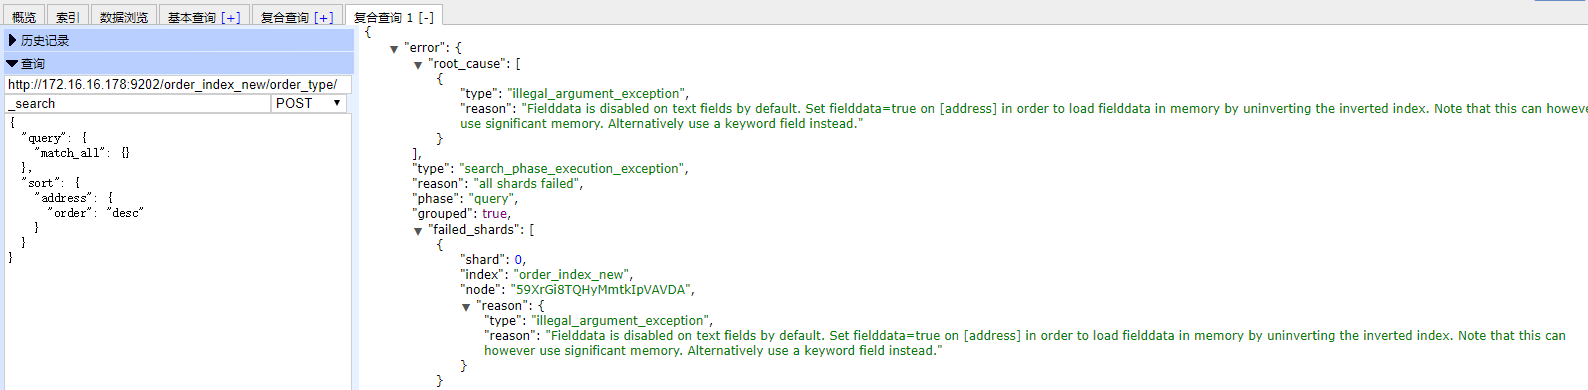 概览 索引 数据浏览 基本查询 [+] 复合查询 [+] 复合查询 1 [-]
历史记录
查询
http://172.16.16.178:9202/order_index_new/order_type/
_search POST
{
"query": {
"match_all": {}
},
"sort": {
"address": {
"order": "desc"
}
}
}
{
"error": {
"root_cause": [
{
"type": "illegal_argument_exception",
"reason": "Fielddata is disabled on text fields by default. Set fielddata=true on [address] in order to load fielddata in memory by uninverting the inverted index. Note that this can however
use significant memory. Alternatively use a keyword field instead."
}
],
"type": "search_phase_execution_exception",
"reason": "all shards failed",
"phase": "query",
"grouped": true,
"failed_shards": [
{
"shard": 0,
"index": "order_index_new",
"node": "59XrGi8TQHyMmtkIpVAVDA",
"reason": {
"type": "illegal_argument_exception",
"reason": "Fielddata is disabled on text fields by default. Set fielddata=true on [address] in order to load fielddata in memory by uninverting the inverted index. Note that this can
however use significant memory. Alternatively use a keyword field instead."
}
}